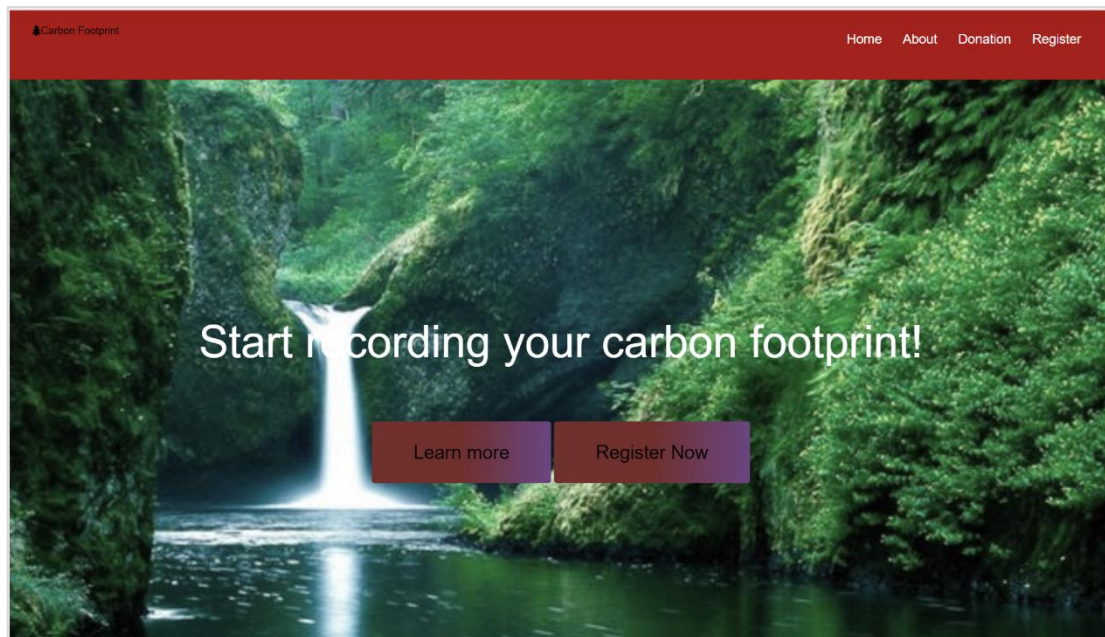 Carbon Footprint
Home About Donation Register
Start recording your carbon footprint!
Learn more Register Now